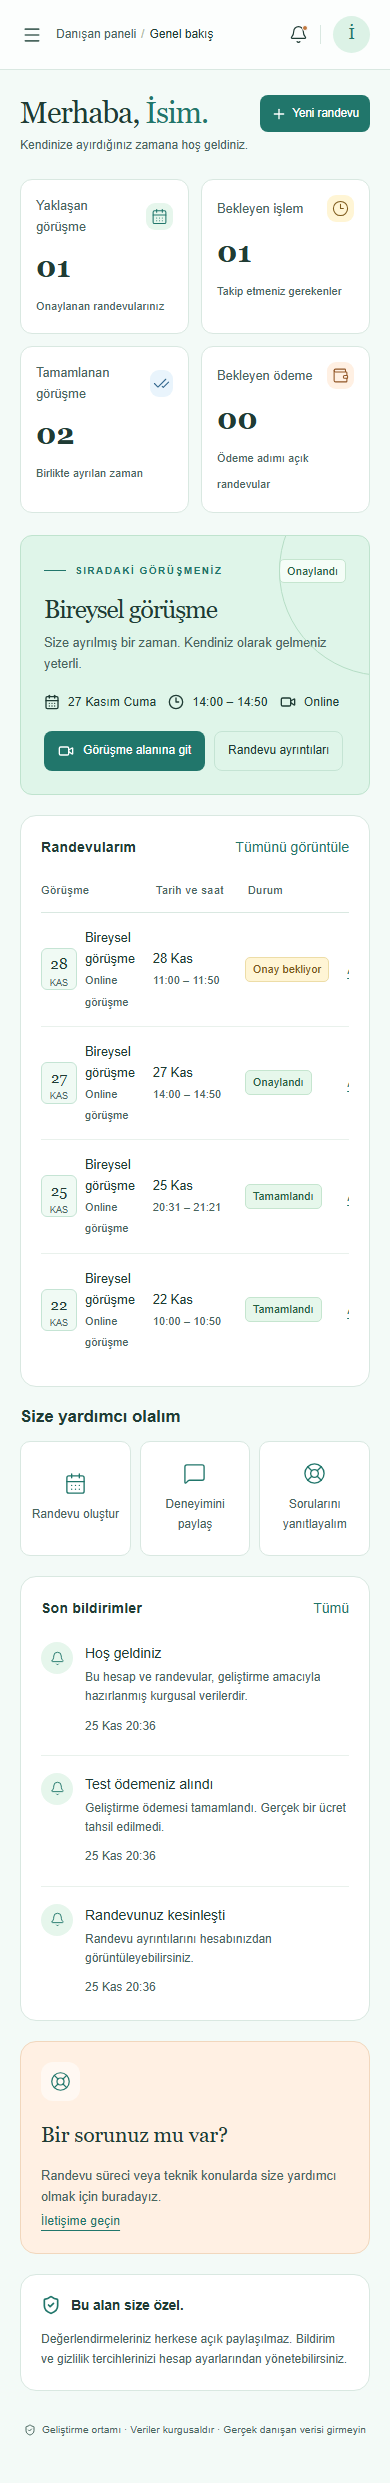 Danışan paneli / Genel bakış
İ
Merhaba, İsim.
Yeni randevu
Kendinize ayırdığınız zamana hoş geldiniz.
Yaklaşan
görüşme
01
Onaylanan randevularınız
Bekleyen işlem
01
Takip etmeniz gerekenler
Tamamlanan
görüşme
02
Birlikte ayrılan zaman
Bekleyen ödeme
00
Ödeme adımı açık
randevular
SIRADAKİ GÖRÜŞMENİZ
Onaylandı
Bireysel görüşme
Size ayrılmış bir zaman. Kendiniz olarak gelmeniz
yeterli.
27 Kasım Cuma 14:00 – 14:50 Online
Görüşme alanına git
Randevu ayrıntıları
Randevularım
Tümünü görüntüle
Görüşme Tarih ve saat Durum
28
KAS
Bireysel
görüşme
Online
görüşme
28 Kas
11:00 – 11:50
Onay bekliyor
27
KAS
Bireysel
görüşme
Online
görüşme
27 Kas
14:00 – 14:50
Onaylandı
25
KAS
Bireysel
görüşme
Online
görüşme
25 Kas
20:31 – 21:21
Tamamlandı
22
KAS
Bireysel
görüşme
Online
görüşme
22 Kas
10:00 – 10:50
Tamamlandı
Size yardımcı olalım
Randevu oluştur
Deneyimini
paylaş
Sorularını
yanıtlayalım
Son bildirimler
Tümü
Hoş geldiniz
Bu hesap ve randevular, geliştirme amacıyla
hazırlanmış kurgusal verilerdir.
25 Kas 20:36
Test ödemeniz alındı
Geliştirme ödemesi tamamlandı. Gerçek bir ücret
tahsil edilmedi.
25 Kas 20:36
Randevunuz kesinleşti
Randevu ayrıntılarını hesabınızdan
görüntüleyebilirsiniz.
25 Kas 20:36
Bir sorunuz mu var?
Randevu süreci veya teknik konularda size yardımcı
olmak için buradayız.
İletişime geçin
Bu alan size özel.
Değerlendirmeleriniz herkese açık paylaşılmaz. Bildirim
ve gizlilik tercihlerinizi hesap ayarlarından yönetebilirsiniz.
Geliştirme ortamı · Veriler kurgusaldır · Gerçek danışan verisi girmeyin